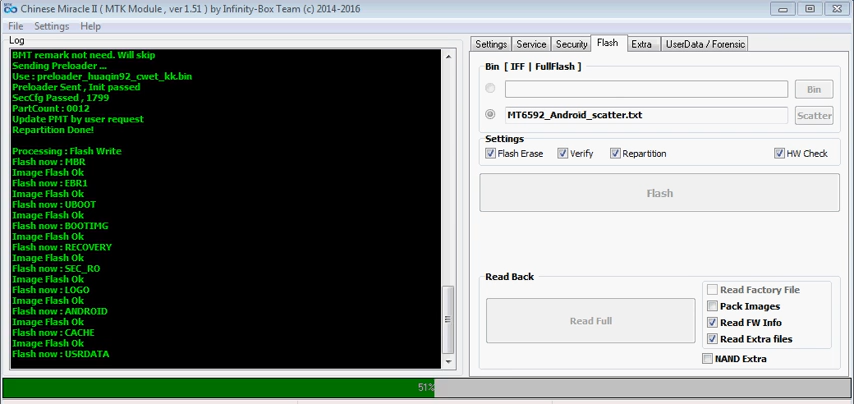 Chinese Miracle II ( MTK Module , ver 1.51 ) by Infinity-Box Team (c) 2014-2016
File Settings Help
Log
BMT remark not need. Will skip
Sending Preloader ...
Use : preloader_huaqin92_cwet_kk.bin
Preloader Sent , Init passed
SecCfg Passed , 1799
PartCount : 0012
Update PMT by user request
Repartition Done!
Processing : Flash Write
Flash now : MBR
Image Flash Ok
Flash now : EBR1
Image Flash Ok
Flash now : UBOOT
Image Flash Ok
Flash now : BOOTIMG
Image Flash Ok
Flash now : RECOVERY
Image Flash Ok
Flash now : SEC_RO
Image Flash Ok
Flash now : LOGO
Image Flash Ok
Flash now : ANDROID
Image Flash Ok
Flash now : CACHE
Image Flash Ok
Flash now : USRDATA
Settings Service Security Flash Extra UserData / Forensic
Bin [ IFF | FullFlash ]
Bin
MT6592_Android_scatter.txt Scatter
Settings
Flash Erase Verify Repartition HW Check
Flash
Read Back
Read Full
Read Factory File
Pack Images
Read FW Info
Read Extra files
NAND Extra
51%